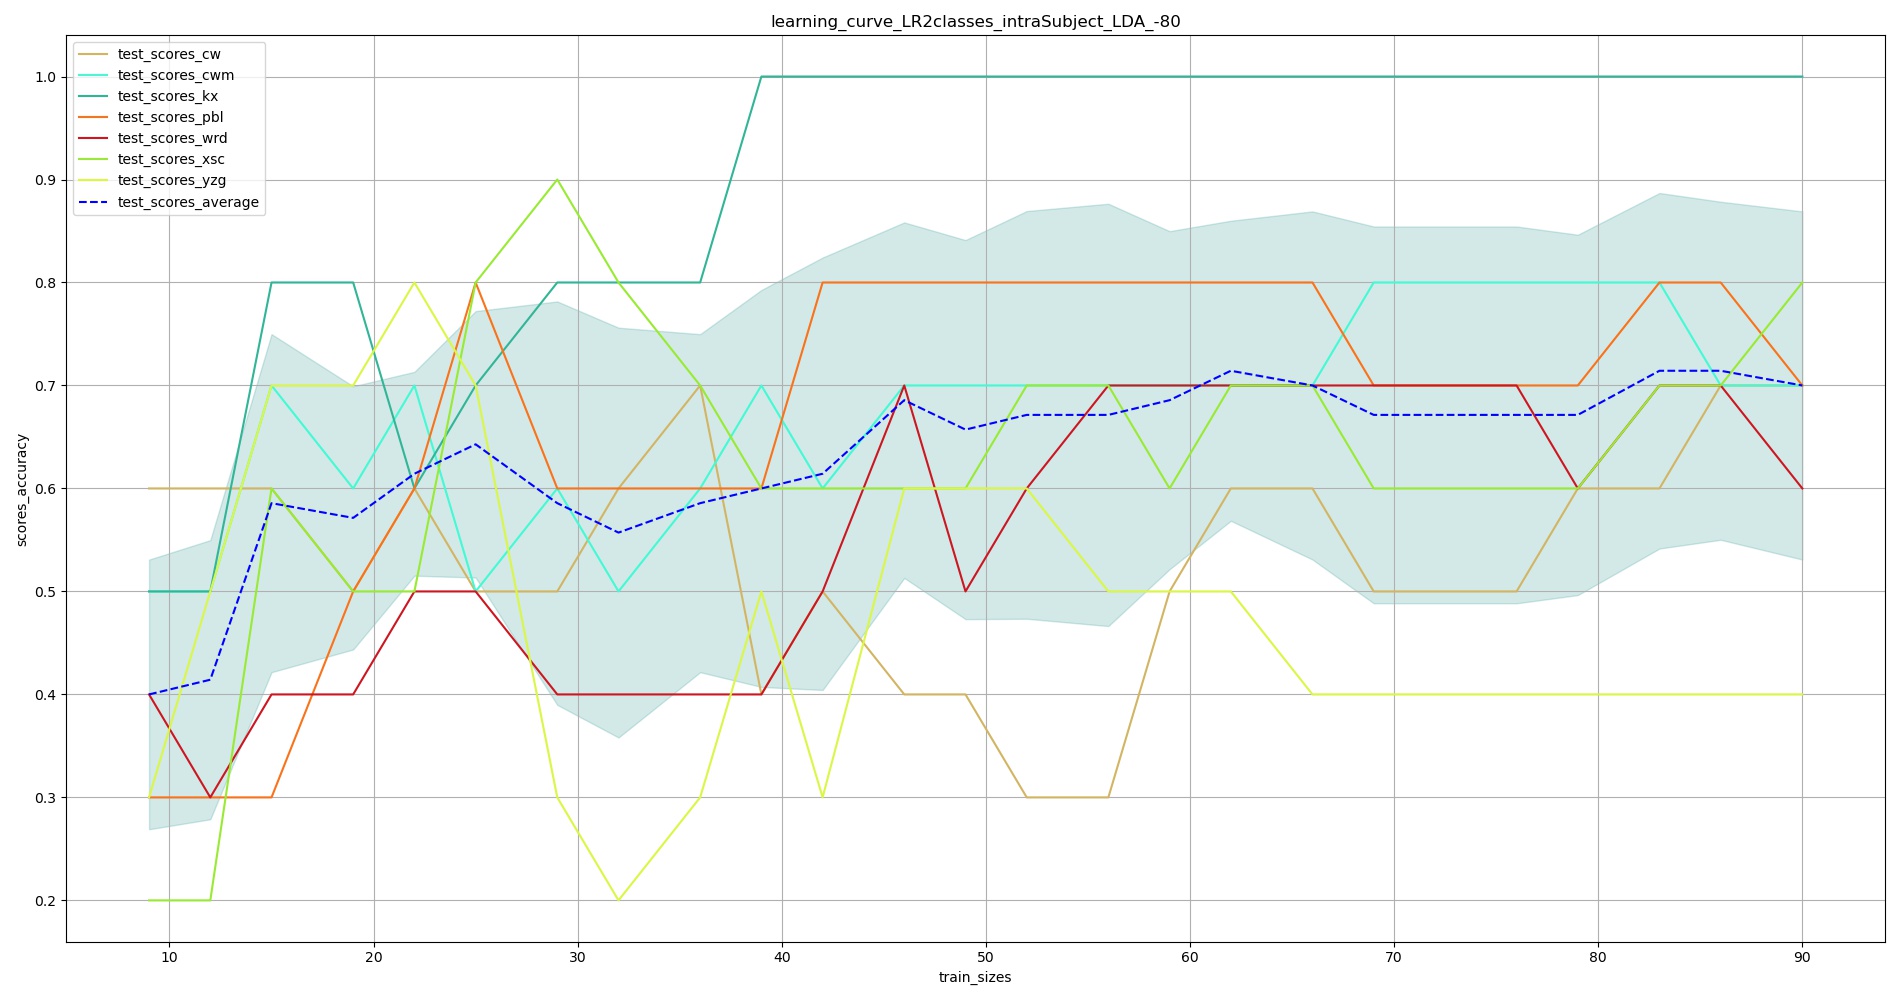 learning_curve_LR2classes_intraSubject_LDA_-80
test_scores_cw
test_scores_cwm
test_scores_kx
test_scores_pbl
test_scores_wrd
test_scores_xsc
test_scores_yzg
test_scores_average
1.0
0.9
0.8
0.7
0.6
0.5
0.4
0.3
0.2
scores_accuracy
10 20 30 40 50 60 70 80 90
train_sizes